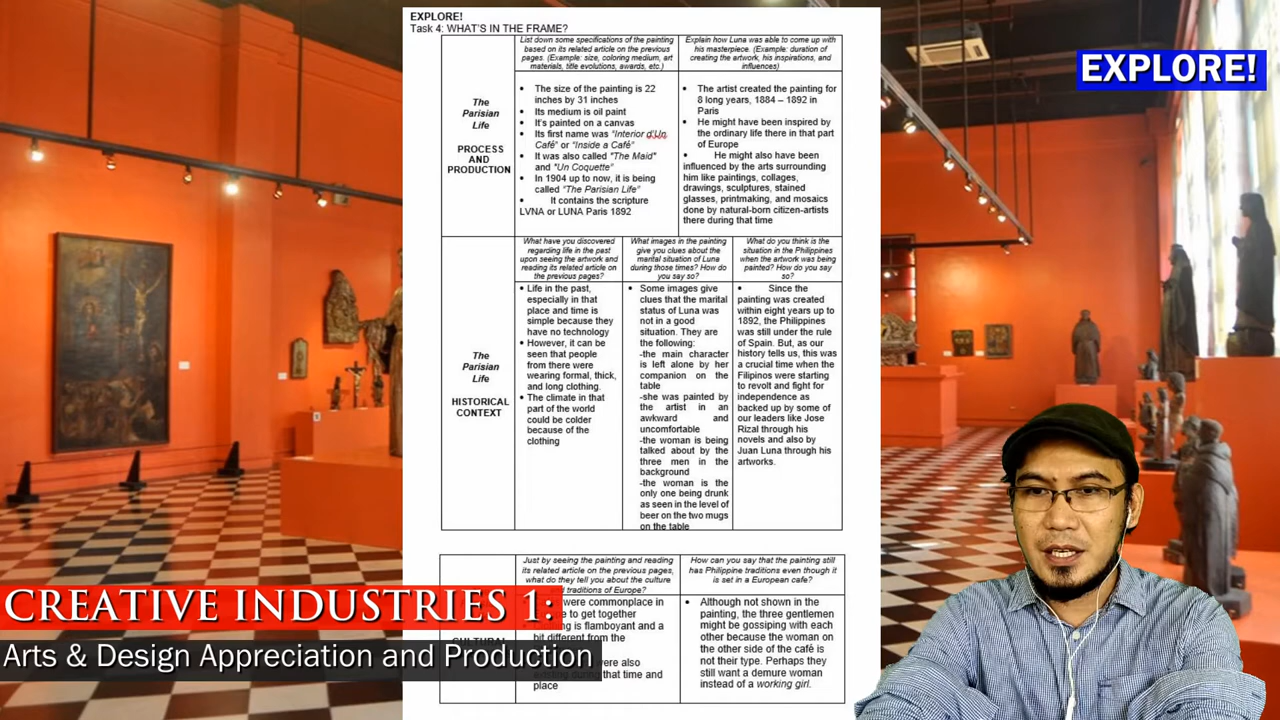 EXPLORE!
Task 4: WHAT'S IN THE FRAME?
EXPLORE!
List down some specifications of the painting
based on its related article on the previous
pages. (Example: size, coloring medium, art
materials, title evolutions, awards, etc.)
Explain how Luna was able to come up with
his masterpiece. (Example: duration of
creating the artwork, his inspirations, and
influences)
The
Parisian
Life
PROCESS
AND
PRODUCTION
• The size of the painting is 22
inches by 31 inches
• Its medium is oil paint
• It's painted on a canvas
• Its first name was "Interior d'Un
Café" or "Inside a Café"
• It was also called "The Maid"
and "Un Coquette"
• In 1904 up to now, it is being
called "The Parisian Life"
• It contains the scripture
LVNA or LUNA Paris 1892
• The artist created the painting for
8 long years, 1884 – 1892 in
Paris
• He might have been inspired by
the ordinary life there in that part
of Europe
• He might also have been
influenced by the arts surrounding
him like paintings, collages,
drawings, sculptures, stained
glasses, printmaking, and mosaics
done by natural-born citizen-artists
there during that time
What have you discovered
regarding life in the past
upon seeing the artwork and
reading its related article on
the previous pages?
What images in the painting
give you clues about the
marital situation of Luna
during those times? How do
you say so?
What do you think is the
situation in the Philippines
when the artwork was being
painted? How do you say
so?
The
Parisian
Life
HISTORICAL
CONTEXT
• Life in the past,
especially in that
place and time is
simple because they
have no technology
• However, it can be
seen that people
from there were
wearing formal, thick,
and long clothing.
• The climate in that
part of the world
could be colder
because of the
clothing
• Some images give
clues that the marital
status of Luna was
not in a good
situation. They are
the following:
-the main character
is left alone by her
companion on the
table
-she was painted by
the artist in an
awkward and
uncomfortable
-the woman is being
talked about by the
three men in the
background
-the woman is the
only one being drunk
as seen in the level of
beer on the two mugs
on the table
• Since the
painting was created
within eight years up to
1892, the Philippines
was still under the rule
of Spain. But, as our
history tells us, this was
a crucial time when the
Filipinos were starting
to revolt and fight for
independence as
backed up by some of
our leaders like Jose
Rizal through his
novels and also by
Juan Luna through his
artworks.
Just by seeing the painting and reading
its related article on the previous pages,
what do they tell you about the culture
traditions of Europe?
How can you say that the painting still
has Philippine traditions even though it
is set in a European cafe?
were commonplace in
to get together
is flamboyant and a
bit different from the
were also
existing during that time and
place
• Although not shown in the
painting, the three gentlemen
might be gossiping with each
other because the woman on
the other side of the café is
not their type. Perhaps they
still want a demure woman
instead of a working girl.
CREATIVE INDUSTRIES 1:
Arts & Design Appreciation and Production